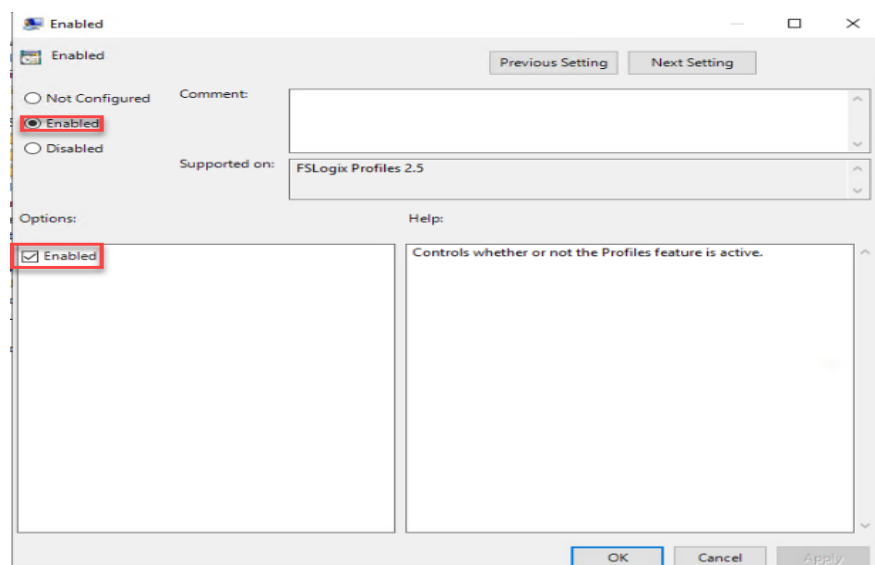 Enabled
Enabled
Previous Setting
Next Setting
Not Configured
Comment:
Enabled
Disabled
Supported on:
FSLogix Profiles 2.5
Options:
Help:
Enabled
Controls whether or not the Profiles feature is active.
OK
Cancel
Apply